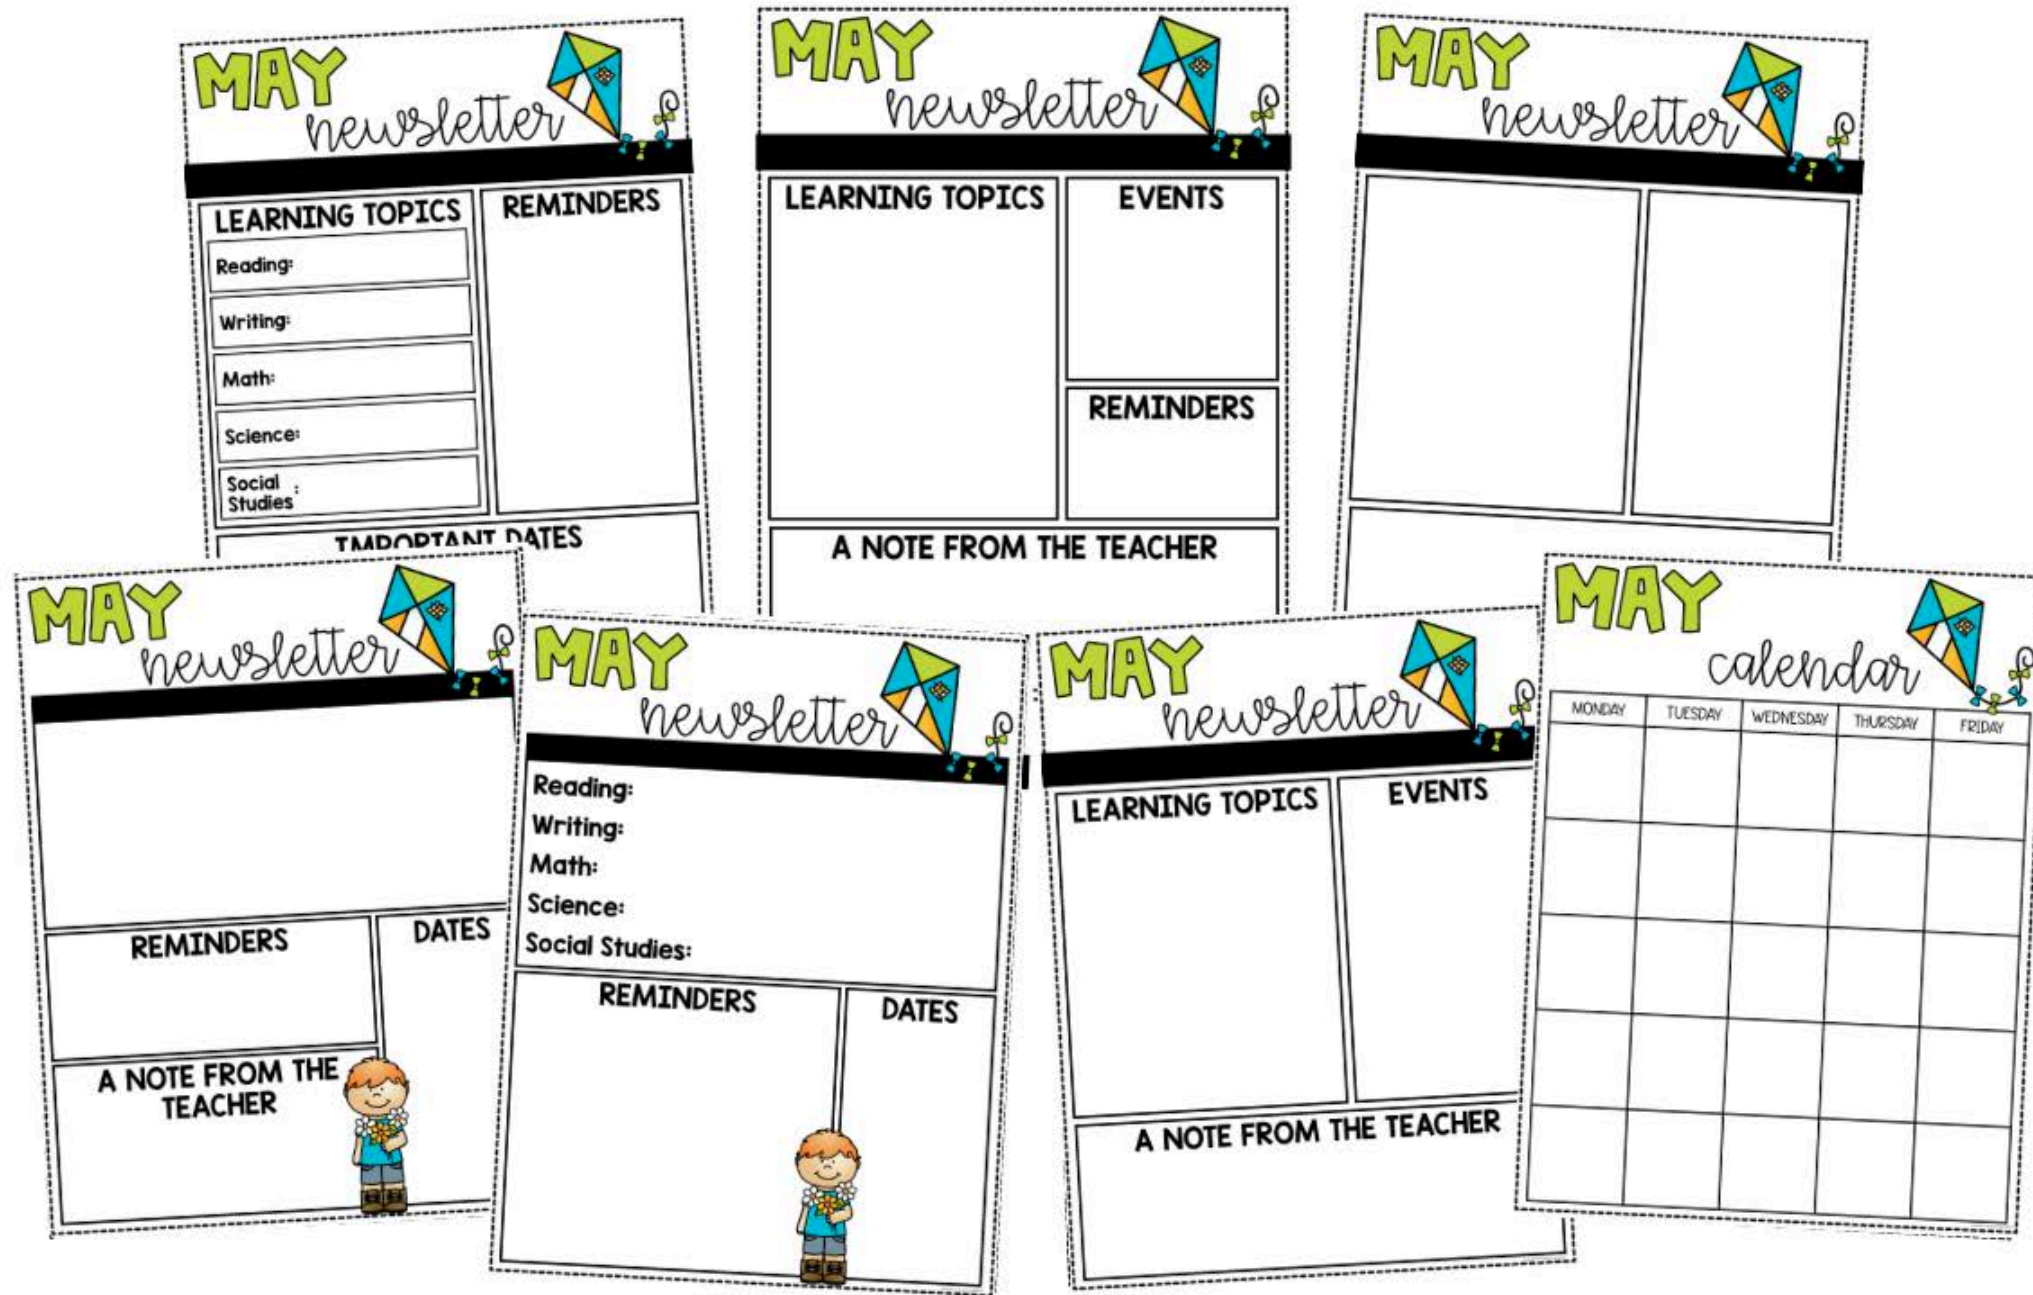 MAY
newsletter
LEARNING TOPICS
Reading:
Writing:
Math:
Science:
Social
Studies :
REMINDERS
IMPORTANT DATES
MAY
newsletter
LEARNING TOPICS
EVENTS
REMINDERS
A NOTE FROM THE TEACHER
MAY
newsletter
MAY
newsletter
REMINDERS
DATES
A NOTE FROM THE
TEACHER
MAY
newsletter
Reading:
Writing:
Math:
Science:
Social Studies:
REMINDERS
DATES
MAY
newsletter
LEARNING TOPICS
EVENTS
A NOTE FROM THE TEACHER
MAY
calendar
MONDAY TUESDAY WEDNESDAY THURSDAY FRIDAY